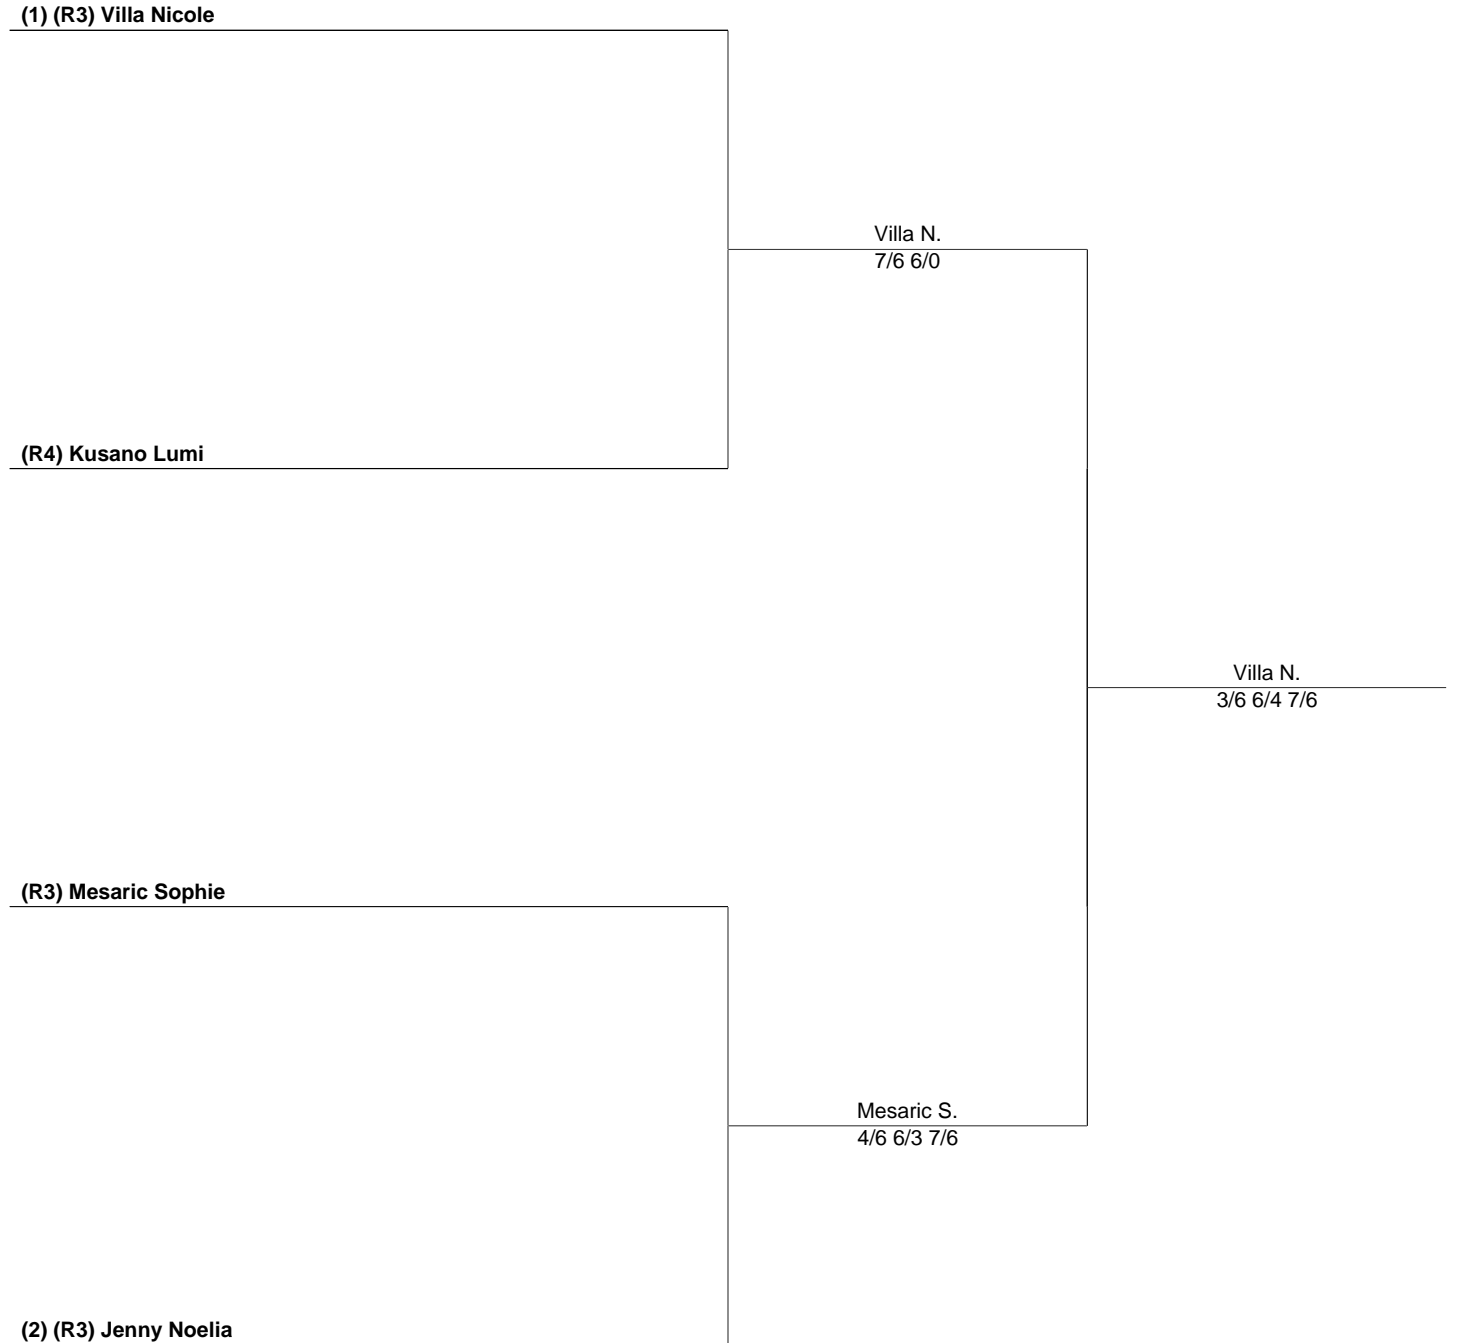 (1) (R3) Villa Nicole
Villa N.
7/6 6/0
(R4) Kusano Lumi
Villa N.
3/6 6/4 7/6
(R3) Mesaric Sophie
Mesaric S.
4/6 6/3 7/6
(2) (R3) Jenny Noelia